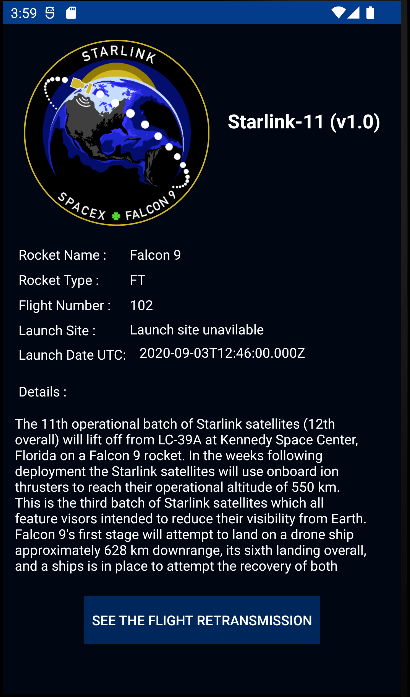 3:59
STARLINK
SPACEX FALCON 9
Starlink-11 (v1.0)
Rocket Name : Falcon 9
Rocket Type : FT
Flight Number : 102
Launch Site : Launch site unavilable
Launch Date UTC: 2020-09-03T12:46:00.000Z
Details :
The 11th operational batch of Starlink satellites (12th
overall) will lift off from LC-39A at Kennedy Space Center,
Florida on a Falcon 9 rocket. In the weeks following
deployment the Starlink satellites will use onboard ion
thrusters to reach their operational altitude of 550 km.
This is the third batch of Starlink satellites which all
feature visors intended to reduce their visibility from Earth.
Falcon 9's first stage will attempt to land on a drone ship
approximately 628 km downrange, its sixth landing overall,
and a ships is in place to attempt the recovery of both
SEE THE FLIGHT RETRANSMISSION